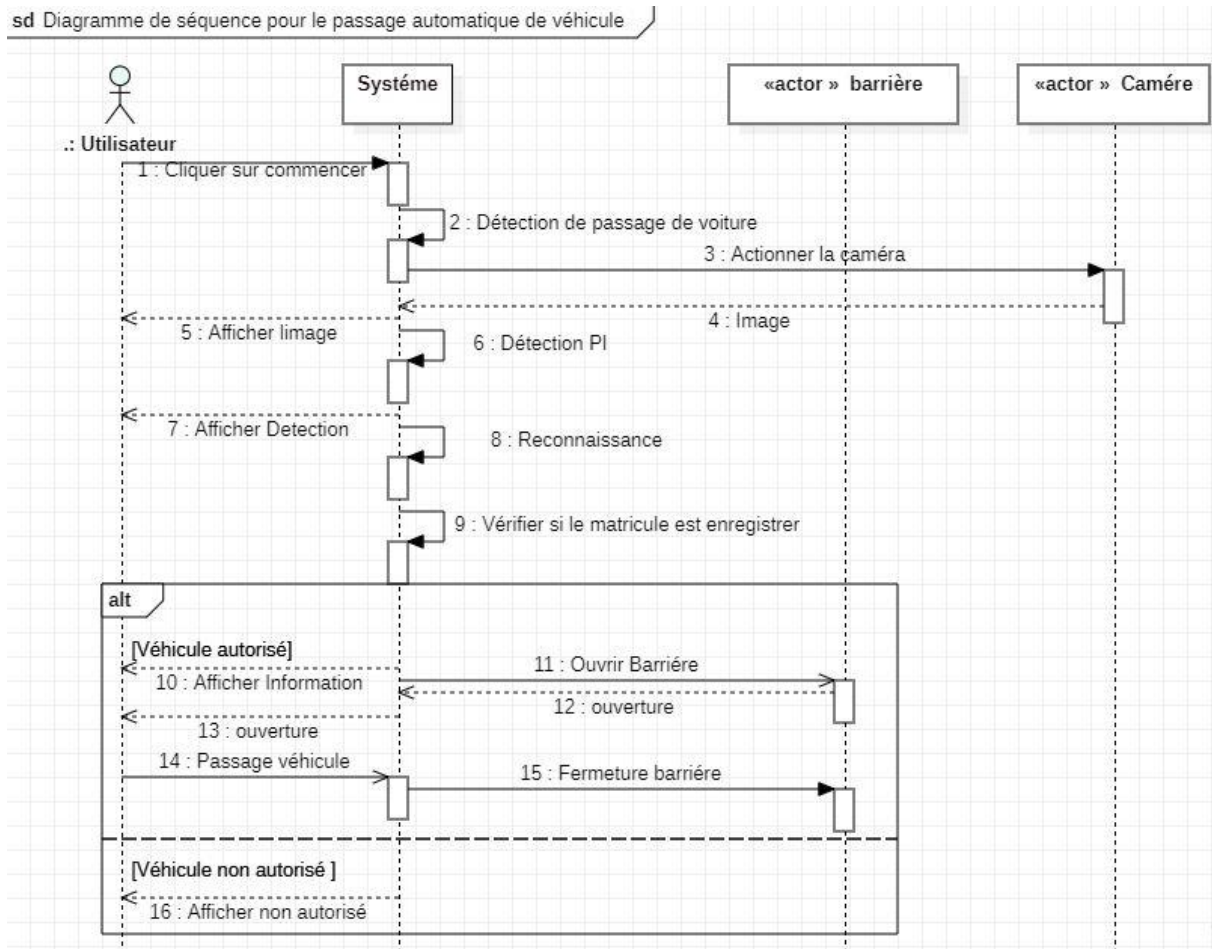 sd Diagramme de séquence pour le passage automatique de véhicule
Systéme
«actor » barrière
«actor » Camére
.: Utilisateur
1 : Cliquer sur commencer
2 : Détection de passage de voiture
3 : Actionner la caméra
4 : Image
5 : Afficher limage
6 : Détection PI
7 : Afficher Detection
8 : Reconnaissance
9 : Vérifier si le matricule est enregistrer
alt
[Véhicule autorisé]
10 : Afficher Information
11 : Ouvrir Barriére
12 : ouverture
13 : ouverture
14 : Passage véhicule
15 : Fermeture barriére
[Véhicule non autorisé ]
16 : Afficher non autorisé